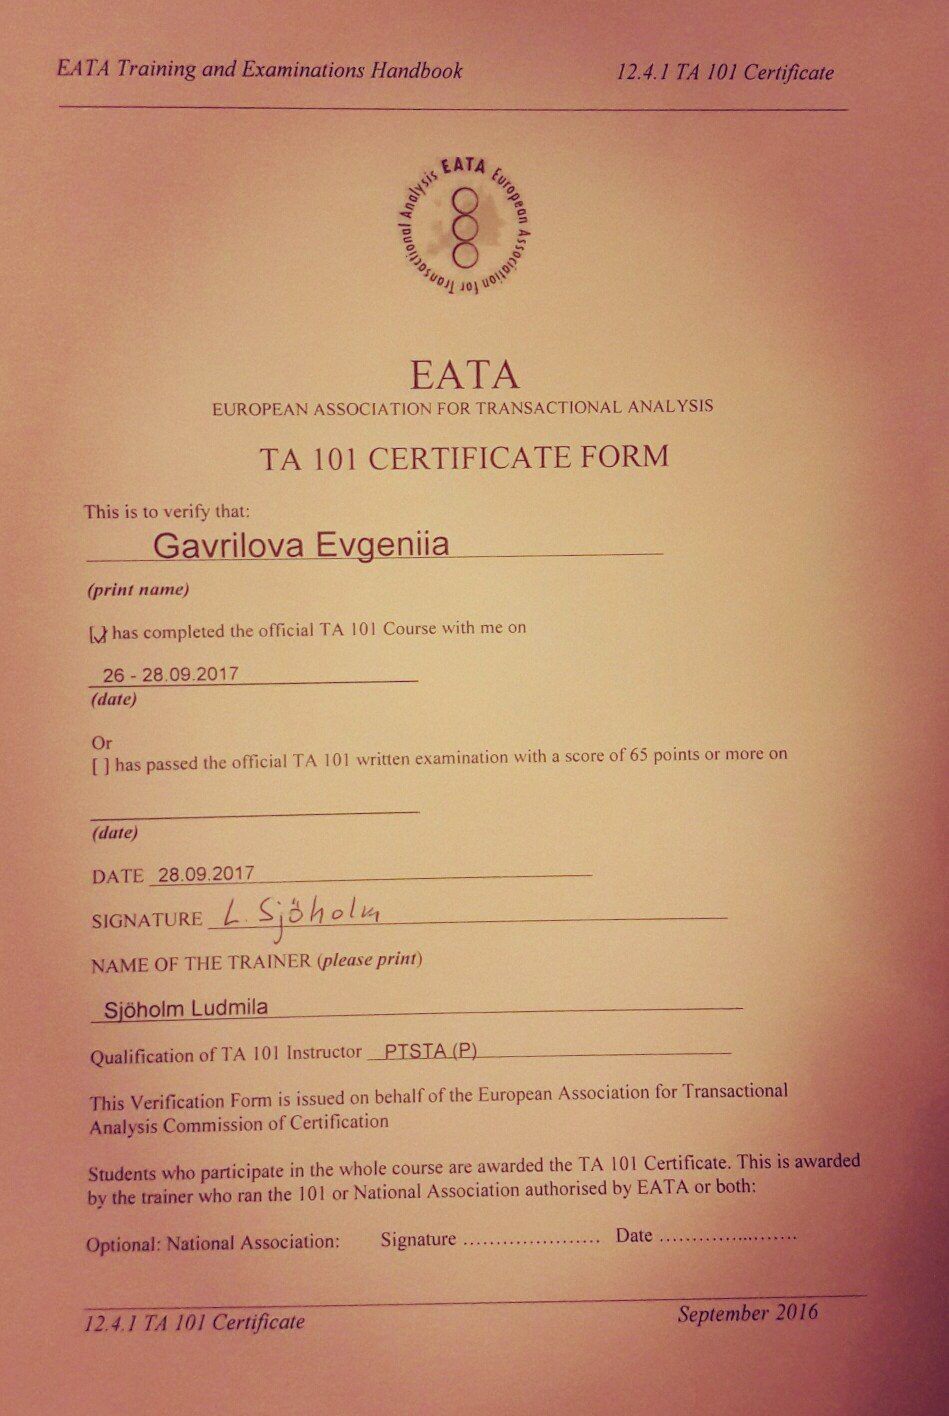 EATA Training and Examinations Handbook 12.4.1 TA 101 Certificate
EATA European Association for Transactional Analysis
EATA
EUROPEAN ASSOCIATION FOR TRANSACTIONAL ANALYSIS
TA 101 CERTIFICATE FORM
This is to verify that:
Gavrilova Evgeniia
(print name)
[✓] has completed the official TA 101 Course with me on
26 - 28.09.2017
(date)
Or
[ ] has passed the official TA 101 written examination with a score of 65 points or more on
(date)
DATE 28.09.2017
SIGNATURE L. Sjöholm
NAME OF THE TRAINER (please print)
Sjöholm Ludmila
Qualification of TA 101 Instructor PTSTA (P)
This Verification Form is issued on behalf of the European Association for Transactional
Analysis Commission of Certification
Students who participate in the whole course are awarded the TA 101 Certificate. This is awarded
by the trainer who ran the 101 or National Association authorised by EATA or both:
Optional: National Association: Signature ..................... Date .....................
12.4.1 TA 101 Certificate September 2016